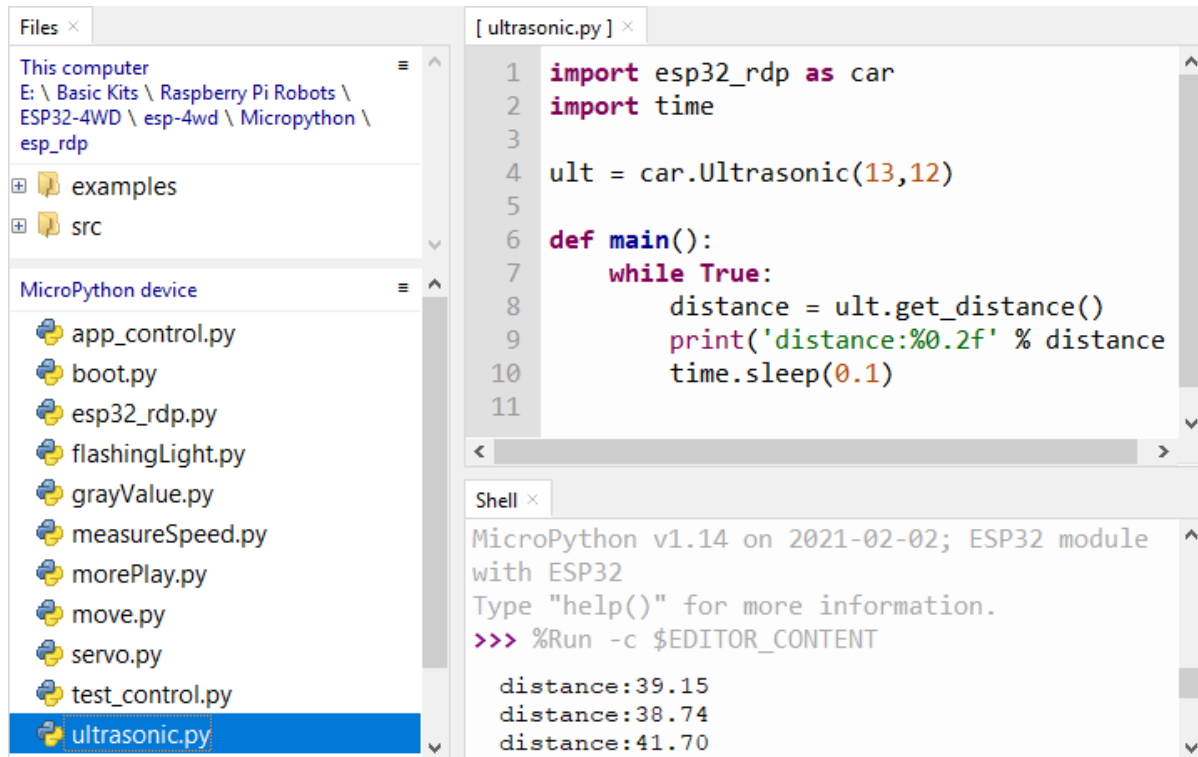 Files ×
This computer
E: \ Basic Kits \ Raspberry Pi Robots \
ESP32-4WD \ esp-4wd \ Micropython \
esp_rdp
examples
src
MicroPython device
app_control.py
boot.py
esp32_rdp.py
flashingLight.py
grayValue.py
measureSpeed.py
morePlay.py
move.py
servo.py
test_control.py
ultrasonic.py
[ ultrasonic.py ] ×
1 import esp32_rdp as car
2 import time
3
4 ult = car.Ultrasonic(13,12)
5
6 def main():
7     while True:
8         distance = ult.get_distance()
9         print('distance:%0.2f' % distance
10         time.sleep(0.1)
11
Shell ×
MicroPython v1.14 on 2021-02-02; ESP32 module
with ESP32
Type "help()" for more information.
>>> %Run -c $EDITOR_CONTENT
distance:39.15
distance:38.74
distance:41.70